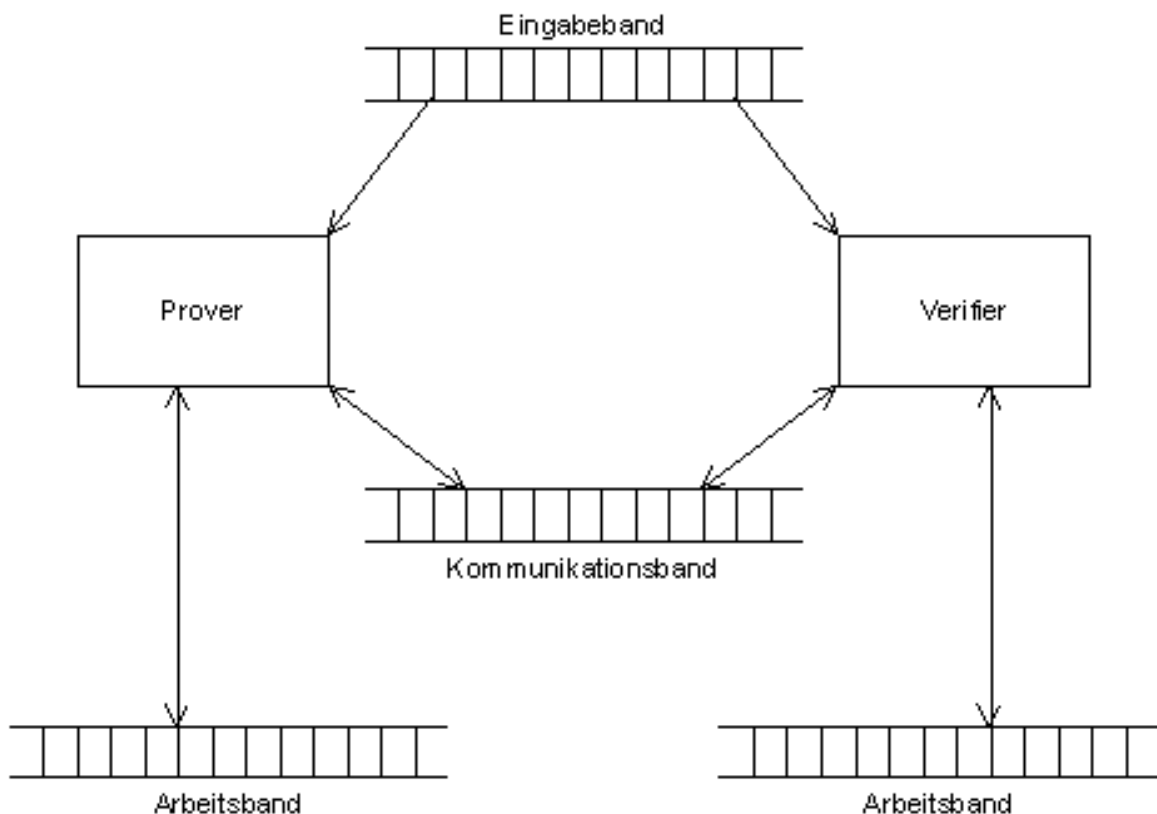 Eingabeband
Prover
Verifier
Kommunikationsband
Arbeitsband
Arbeitsband